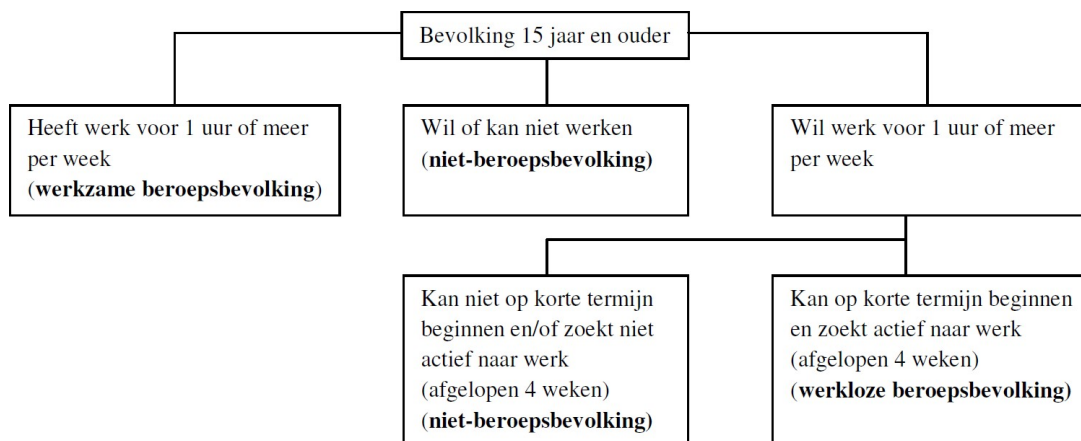 Bevolking 15 jaar en ouder
Heeft werk voor 1 uur of meer
per week
(werkzame beroepsbevolking)
Wil of kan niet werken
(niet-beroepsbevolking)
Wil werk voor 1 uur of meer
per week
Kan niet op korte termijn
beginnen en/of zoekt niet
actief naar werk
(afgelopen 4 weken)
(niet-beroepsbevolking)
Kan op korte termijn beginnen
en zoekt actief naar werk
(afgelopen 4 weken)
(werkloze beroepsbevolking)